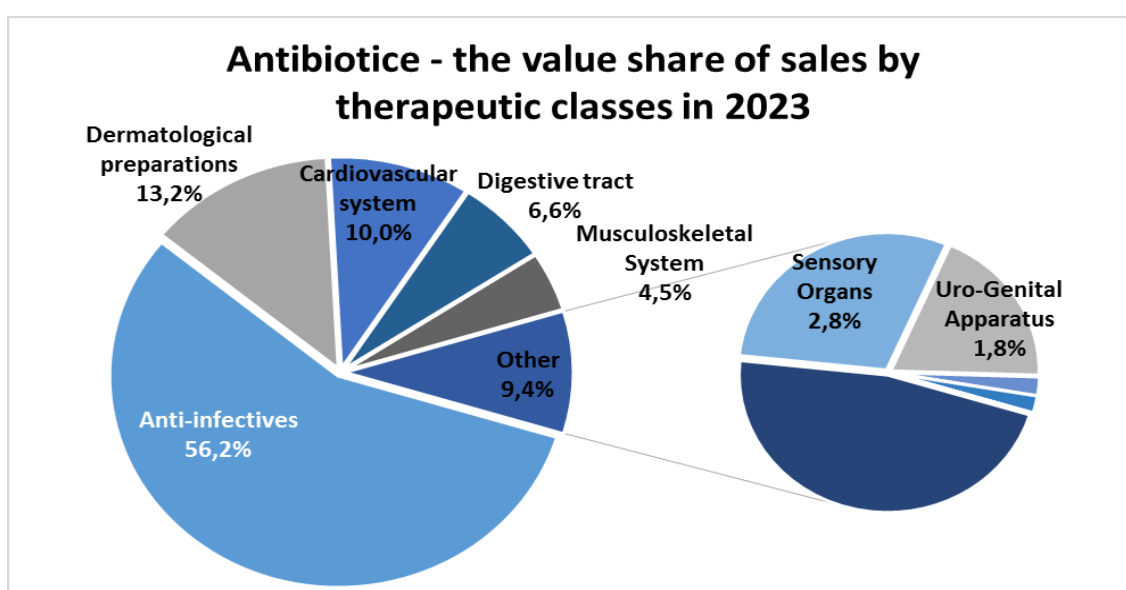 Antibiotice - the value share of sales by
therapeutic classes in 2023
Dermatological
preparations
13,2%
Cardiovascular
system
10,0%
Digestive tract
6,6%
Musculoskeletal
System
4,5%
Other
9,4%
Anti-infectives
56,2%
Sensory
Organs
2,8%
Uro-Genital
Apparatus
1,8%